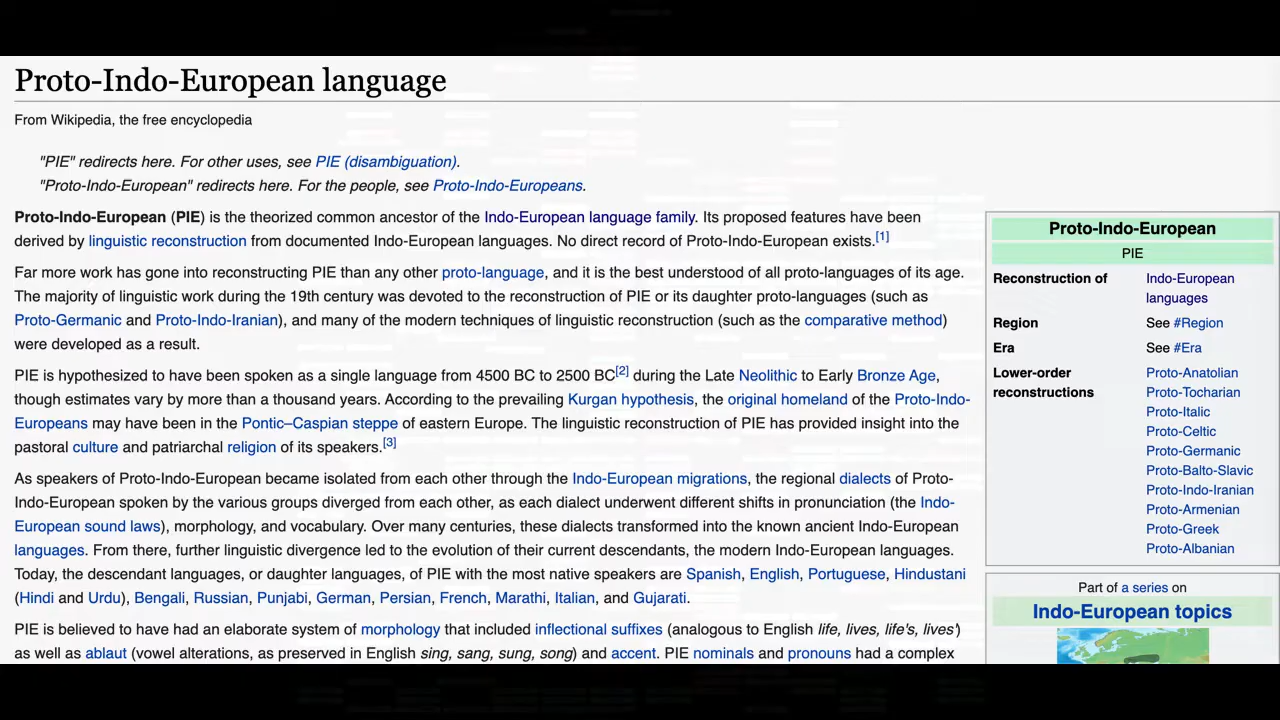 Proto-Indo-European language
From Wikipedia, the free encyclopedia
"PIE" redirects here. For other uses, see PIE (disambiguation).
"Proto-Indo-European" redirects here. For the people, see Proto-Indo-Europeans.
Proto-Indo-European (PIE) is the theorized common ancestor of the Indo-European language family. Its proposed features have been
derived by linguistic reconstruction from documented Indo-European languages. No direct record of Proto-Indo-European exists.[1]
Far more work has gone into reconstructing PIE than any other proto-language, and it is the best understood of all proto-languages of its age.
The majority of linguistic work during the 19th century was devoted to the reconstruction of PIE or its daughter proto-languages (such as
Proto-Germanic and Proto-Indo-Iranian), and many of the modern techniques of linguistic reconstruction (such as the comparative method)
were developed as a result.
PIE is hypothesized to have been spoken as a single language from 4500 BC to 2500 BC[2] during the Late Neolithic to Early Bronze Age,
though estimates vary by more than a thousand years. According to the prevailing Kurgan hypothesis, the original homeland of the Proto-Indo-
Europeans may have been in the Pontic–Caspian steppe of eastern Europe. The linguistic reconstruction of PIE has provided insight into the
pastoral culture and patriarchal religion of its speakers.[3]
As speakers of Proto-Indo-European became isolated from each other through the Indo-European migrations, the regional dialects of Proto-
Indo-European spoken by the various groups diverged from each other, as each dialect underwent different shifts in pronunciation (the Indo-
European sound laws), morphology, and vocabulary. Over many centuries, these dialects transformed into the known ancient Indo-European
languages. From there, further linguistic divergence led to the evolution of their current descendants, the modern Indo-European languages.
Today, the descendant languages, or daughter languages, of PIE with the most native speakers are Spanish, English, Portuguese, Hindustani
(Hindi and Urdu), Bengali, Russian, Punjabi, German, Persian, French, Marathi, Italian, and Gujarati.
PIE is believed to have had an elaborate system of morphology that included inflectional suffixes (analogous to English life, lives, life's, lives')
as well as ablaut (vowel alterations, as preserved in English sing, sang, sung, song) and accent. PIE nominals and pronouns had a complex
Proto-Indo-European
PIE
Reconstruction of Indo-European
languages
Region See #Region
Era See #Era
Lower-order Proto-Anatolian
reconstructions Proto-Tocharian
Proto-Italic
Proto-Celtic
Proto-Germanic
Proto-Balto-Slavic
Proto-Indo-Iranian
Proto-Armenian
Proto-Greek
Proto-Albanian
Part of a series on
Indo-European topics